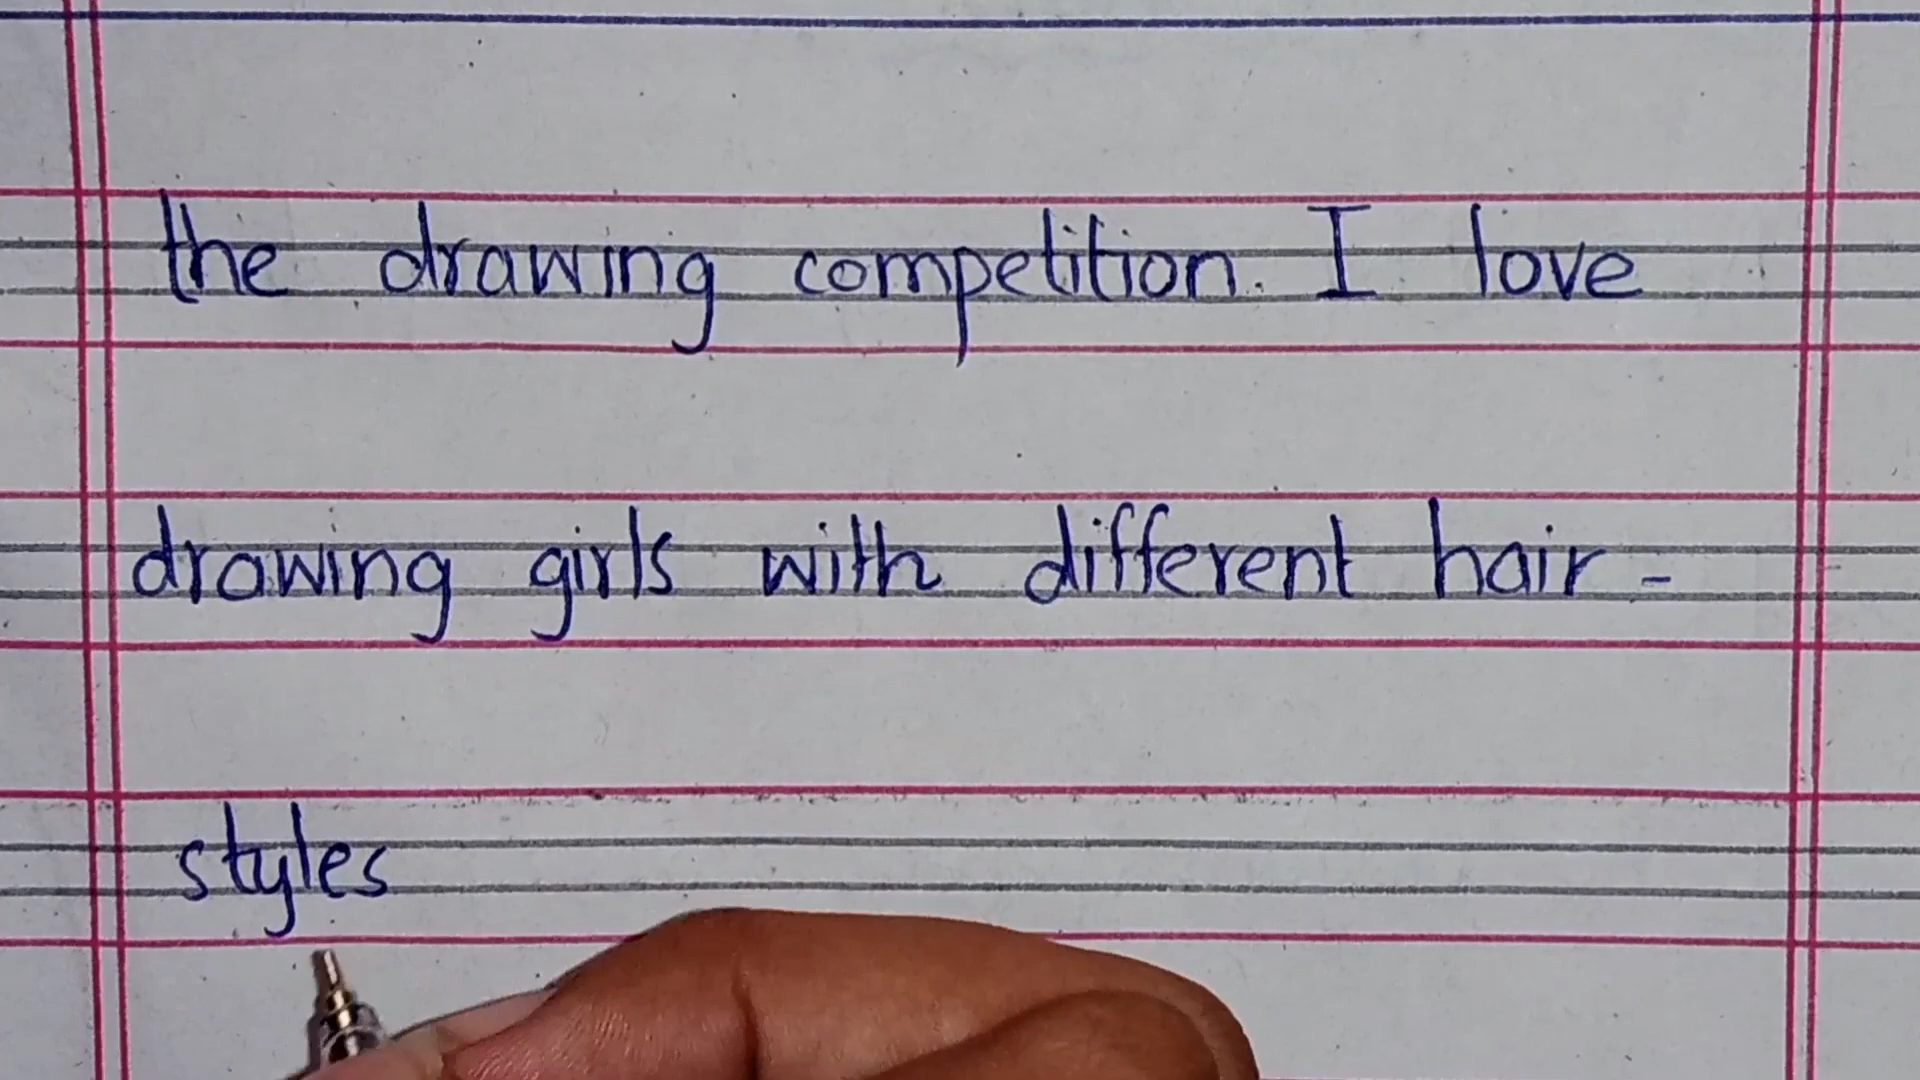 the drawing competition. I love
drawing girls with different hair -
styles